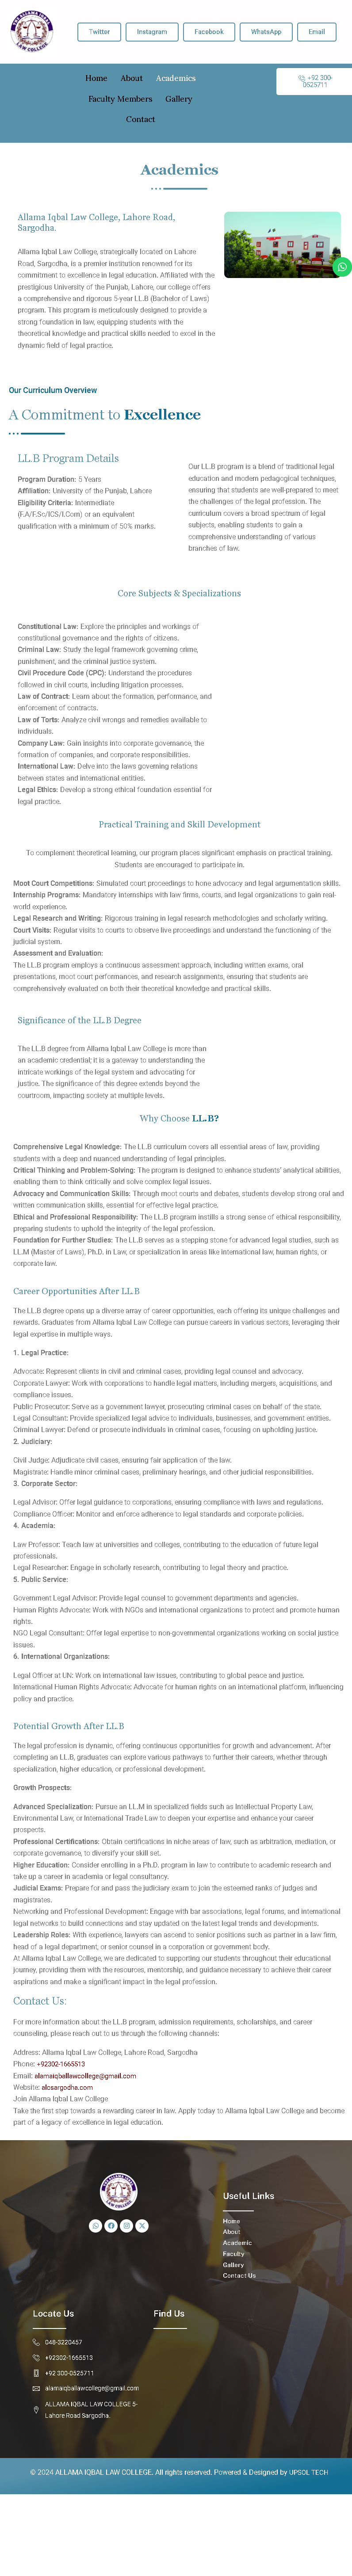 Twitter
Instagram
Facebook
WhatsApp
Email
Home
About
Academics
Faculty Members
Gallery
Contact
+92 300-
0525711
Academics
Allama Iqbal Law College, Lahore Road,
Sargodha.
Allama Iqbal Law College, strategically located on Lahore
Road, Sargodha, is a premier institution renowned for its
commitment to excellence in legal education. Affiliated with the
prestigious University of the Punjab, Lahore, our college offers
a comprehensive and rigorous 5-year LL.B (Bachelor of Laws)
program. This program is meticulously designed to provide a
strong foundation in law, equipping students with the
theoretical knowledge and practical skills needed to excel in the
dynamic field of legal practice.
Our Curriculum Overview
A Commitment to Excellence
LL.B Program Details
Program Duration: 5 Years
Affiliation: University of the Punjab, Lahore
Eligibility Criteria: Intermediate
(F.A/F.Sc/ICS/I.Com) or an equivalent
qualification with a minimum of 50% marks.
Our LL.B program is a blend of traditional legal
education and modern pedagogical techniques,
ensuring that students are well-prepared to meet
the challenges of the legal profession. The
curriculum covers a broad spectrum of legal
subjects, enabling students to gain a
comprehensive understanding of various
branches of law.
Core Subjects & Specializations
Constitutional Law: Explore the principles and workings of
constitutional governance and the rights of citizens.
Criminal Law: Study the legal framework governing crime,
punishment, and the criminal justice system.
Civil Procedure Code (CPC): Understand the procedures
followed in civil courts, including litigation processes.
Law of Contract: Learn about the formation, performance, and
enforcement of contracts.
Law of Torts: Analyze civil wrongs and remedies available to
individuals.
Company Law: Gain insights into corporate governance, the
formation of companies, and corporate responsibilities.
International Law: Delve into the laws governing relations
between states and international entities.
Legal Ethics: Develop a strong ethical foundation essential for
legal practice.
Practical Training and Skill Development
To complement theoretical learning, our program places significant emphasis on practical training.
Students are encouraged to participate in.
Moot Court Competitions: Simulated court proceedings to hone advocacy and legal argumentation skills.
Internship Programs: Mandatory internships with law firms, courts, and legal organizations to gain real-
world experience.
Legal Research and Writing: Rigorous training in legal research methodologies and scholarly writing.
Court Visits: Regular visits to courts to observe live proceedings and understand the functioning of the
judicial system.
Assessment and Evaluation:
The LL.B program employs a continuous assessment approach, including written exams, oral
presentations, moot court performances, and research assignments, ensuring that students are
comprehensively evaluated on both their theoretical knowledge and practical skills.
Significance of the LL.B Degree
The LL.B degree from Allama Iqbal Law College is more than
an academic credential; it is a gateway to understanding the
intricate workings of the legal system and advocating for
justice. The significance of this degree extends beyond the
courtroom, impacting society at multiple levels.
Why Choose LL.B?
Comprehensive Legal Knowledge: The LL.B curriculum covers all essential areas of law, providing
students with a deep and nuanced understanding of legal principles.
Critical Thinking and Problem-Solving: The program is designed to enhance students' analytical abilities,
enabling them to think critically and solve complex legal issues.
Advocacy and Communication Skills: Through moot courts and debates, students develop strong oral and
written communication skills, essential for effective legal practice.
Ethical and Professional Responsibility: The LL.B program instills a strong sense of ethical responsibility,
preparing students to uphold the integrity of the legal profession.
Foundation for Further Studies: The LL.B serves as a stepping stone for advanced legal studies, such as
LL.M (Master of Laws), Ph.D. in Law, or specialization in areas like international law, human rights, or
corporate law.
Career Opportunities After LL.B
The LL.B degree opens up a diverse array of career opportunities, each offering its unique challenges and
rewards. Graduates from Allama Iqbal Law College can pursue careers in various sectors, leveraging their
legal expertise in multiple ways.
1. Legal Practice:
Advocate: Represent clients in civil and criminal cases, providing legal counsel and advocacy.
Corporate Lawyer: Work with corporations to handle legal matters, including mergers, acquisitions, and
compliance issues.
Public Prosecutor: Serve as a government lawyer, prosecuting criminal cases on behalf of the state.
Legal Consultant: Provide specialized legal advice to individuals, businesses, and government entities.
Criminal Lawyer: Defend or prosecute individuals in criminal cases, focusing on upholding justice.
2. Judiciary:
Civil Judge: Adjudicate civil cases, ensuring fair application of the law.
Magistrate: Handle minor criminal cases, preliminary hearings, and other judicial responsibilities.
3. Corporate Sector:
Legal Advisor: Offer legal guidance to corporations, ensuring compliance with laws and regulations.
Compliance Officer: Monitor and enforce adherence to legal standards and corporate policies.
4. Academia:
Law Professor: Teach law at universities and colleges, contributing to the education of future legal
professionals.
Legal Researcher: Engage in scholarly research, contributing to legal theory and practice.
5. Public Service:
Government Legal Advisor: Provide legal counsel to government departments and agencies.
Human Rights Advocate: Work with NGOs and international organizations to protect and promote human
rights.
NGO Legal Consultant: Offer legal expertise to non-governmental organizations working on social justice
issues.
6. International Organizations:
Legal Officer at UN: Work on international law issues, contributing to global peace and justice.
International Human Rights Advocate: Advocate for human rights on an international platform, influencing
policy and practice.
Potential Growth After LL.B
The legal profession is dynamic, offering continuous opportunities for growth and advancement. After
completing an LL.B, graduates can explore various pathways to further their careers, whether through
specialization, higher education, or professional development.
Growth Prospects:
Advanced Specialization: Pursue an LL.M in specialized fields such as Intellectual Property Law,
Environmental Law, or International Trade Law to deepen your expertise and enhance your career
prospects.
Professional Certifications: Obtain certifications in niche areas of law, such as arbitration, mediation, or
corporate governance, to diversify your skill set.
Higher Education: Consider enrolling in a Ph.D. program in law to contribute to academic research and
take up a career in academia or legal consultancy.
Judicial Exams: Prepare for and pass the judiciary exam to join the esteemed ranks of judges and
magistrates.
Networking and Professional Development: Engage with bar associations, legal forums, and international
legal networks to build connections and stay updated on the latest legal trends and developments.
Leadership Roles: With experience, lawyers can ascend to senior positions such as partner in a law firm,
head of a legal department, or senior counsel in a corporation or government body.
At Allama Iqbal Law College, we are dedicated to supporting our students throughout their educational
journey, providing them with the resources, mentorship, and guidance necessary to achieve their career
aspirations and make a significant impact in the legal profession.
Contact Us:
For more information about the LL.B program, admission requirements, scholarships, and career
counseling, please reach out to us through the following channels:
Address: Allama Iqbal Law College, Lahore Road, Sargodha
Phone: +92302-1665513
Email: alamaiqballawcollege@gmail.com
Website: alcsargodha.com
Join Allama Iqbal Law College
Take the first step towards a rewarding career in law. Apply today to Allama Iqbal Law College and become
part of a legacy of excellence in legal education.
Useful Links
Home
About
Academic
Faculty
Gallery
Contact Us
Locate Us
048-3220457
+92302-1665513
+92 300-0525711
alamaiqballawcollege@gmail.com
ALLAMA IQBAL LAW COLLEGE 5-
Lahore Road Sargodha.
Find Us
© 2024 ALLAMA IQBAL LAW COLLEGE. All rights reserved. Powered & Designed by UPSOL TECH